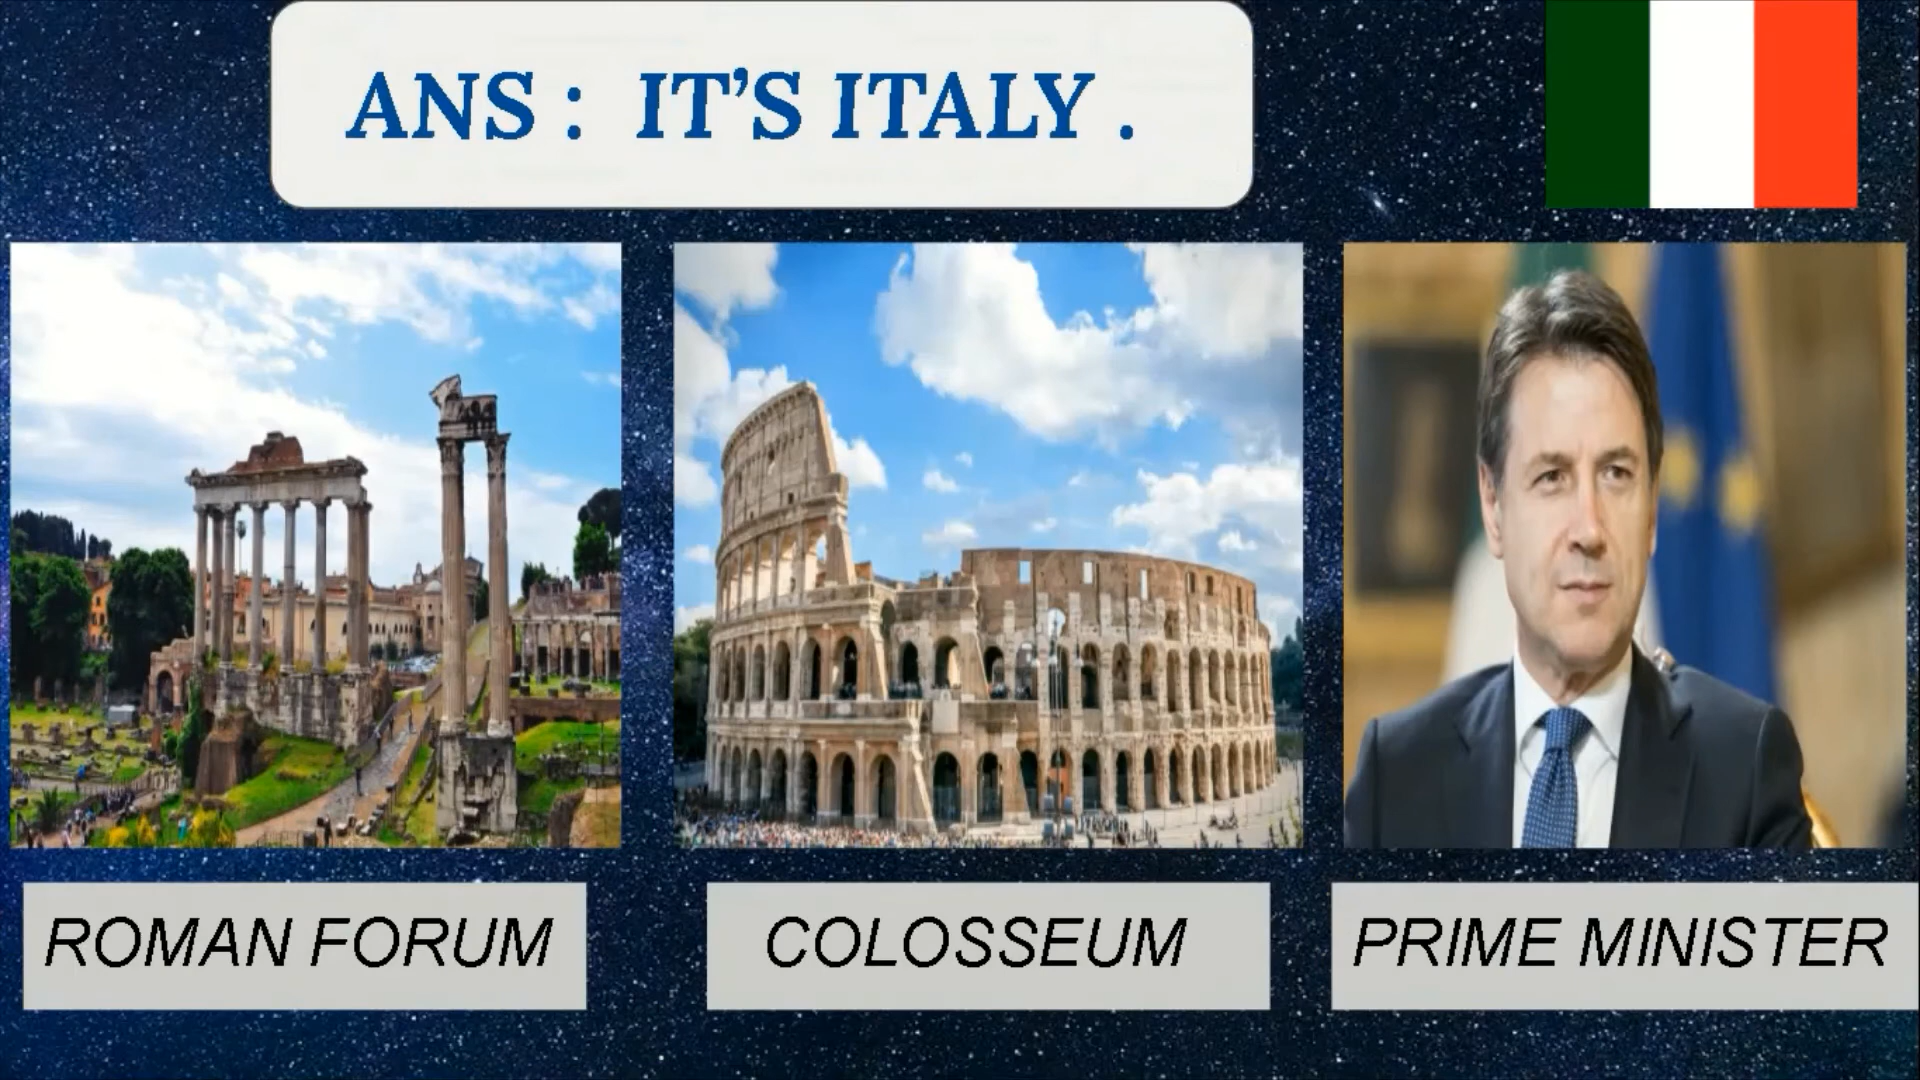 ANS : IT'S ITALY .
ROMAN FORUM
COLOSSEUM
PRIME MINISTER